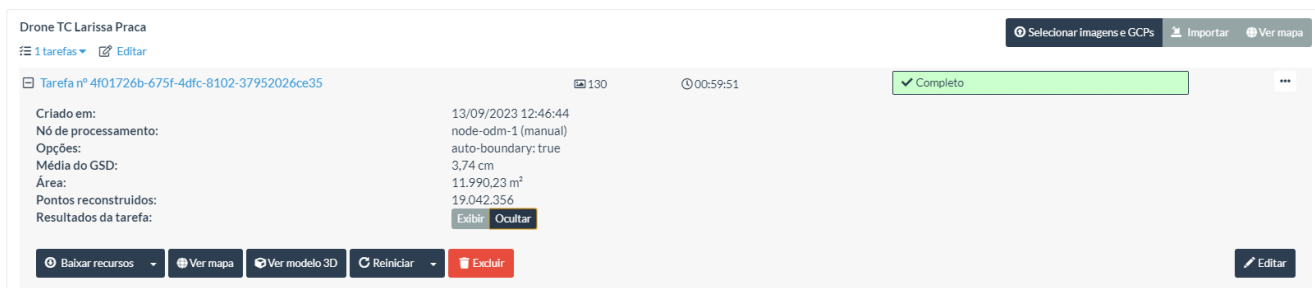 Drone TC Larissa Praca
Selecionar imagens e GCPs Importar Ver mapa
1 tarefas Editar
Tarefa nº 4f01726b-675f-4dfc-8102-37952026ce35 130 00:59:51 Completo
Criado em: 13/09/2023 12:46:44
Nó de processamento: node-odm-1 (manual)
Opções: auto-boundary: true
Média do GSD: 3,74 cm
Área: 11.990,23 m²
Pontos reconstruidos: 19.042.356
Resultados da tarefa: Exibir Ocultar
Baixar recursos Ver mapa Ver modelo 3D Reiniciar Excluir Editar